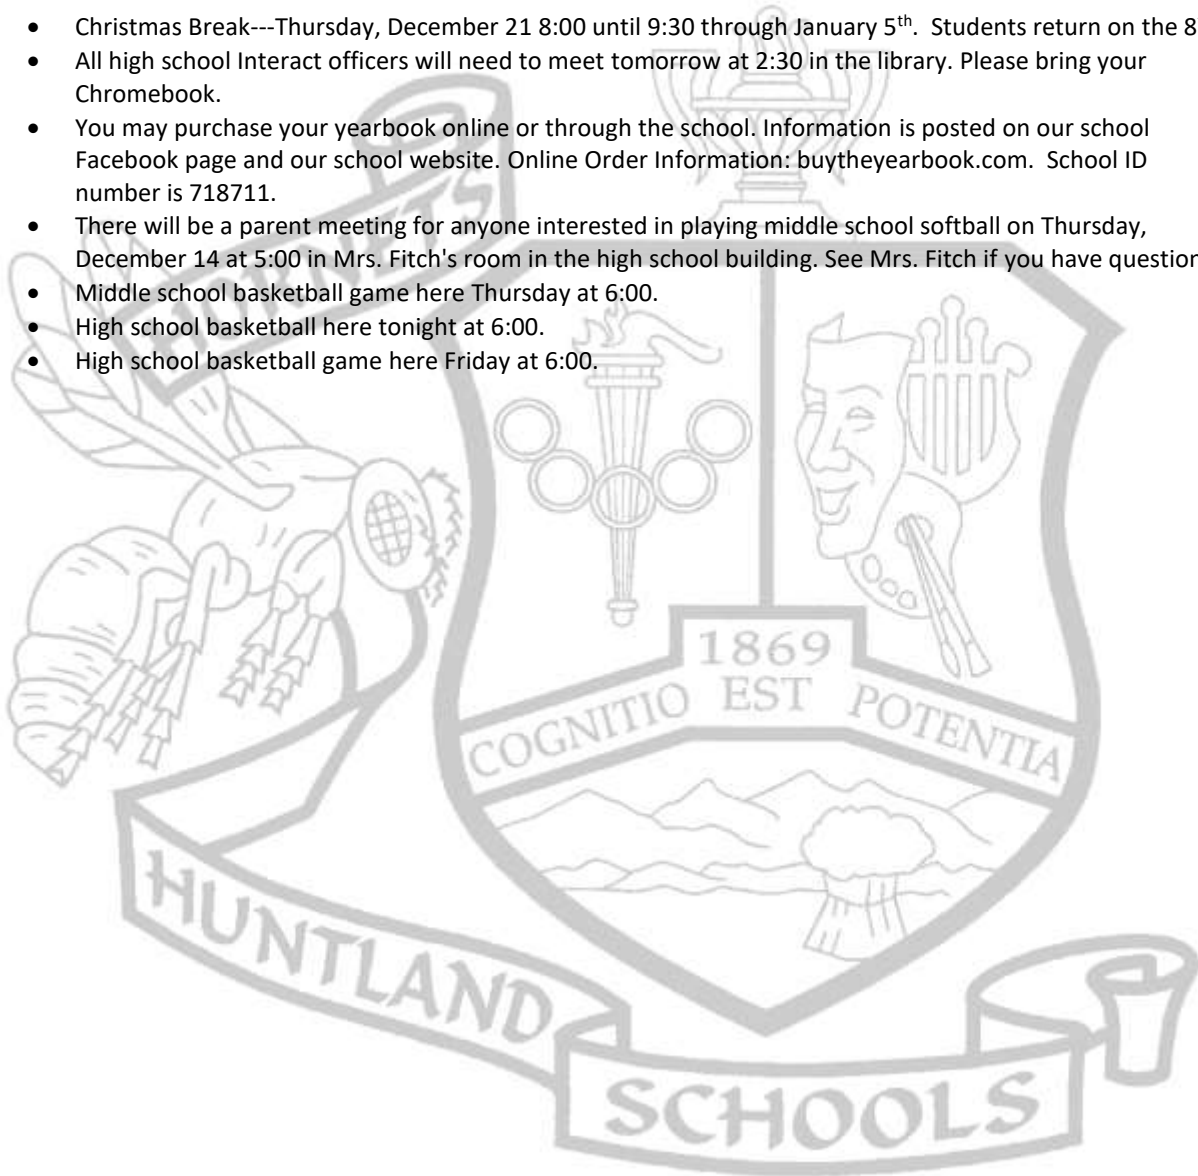 • Christmas Break---Thursday, December 21 8:00 until 9:30 through January 5th. Students return on the 8
• All high school Interact officers will need to meet tomorrow at 2:30 in the library. Please bring your
Chromebook.
• You may purchase your yearbook online or through the school. Information is posted on our school
Facebook page and our school website. Online Order Information: buytheyearbook.com. School ID
number is 718711.
• There will be a parent meeting for anyone interested in playing middle school softball on Thursday,
December 14 at 5:00 in Mrs. Fitch's room in the high school building. See Mrs. Fitch if you have question
• Middle school basketball game here Thursday at 6:00.
• High school basketball here tonight at 6:00.
• High school basketball game here Friday at 6:00.
HORNETS
1869
COGNITIO EST POTENTIA
HUNTLAND
SCHOOLS